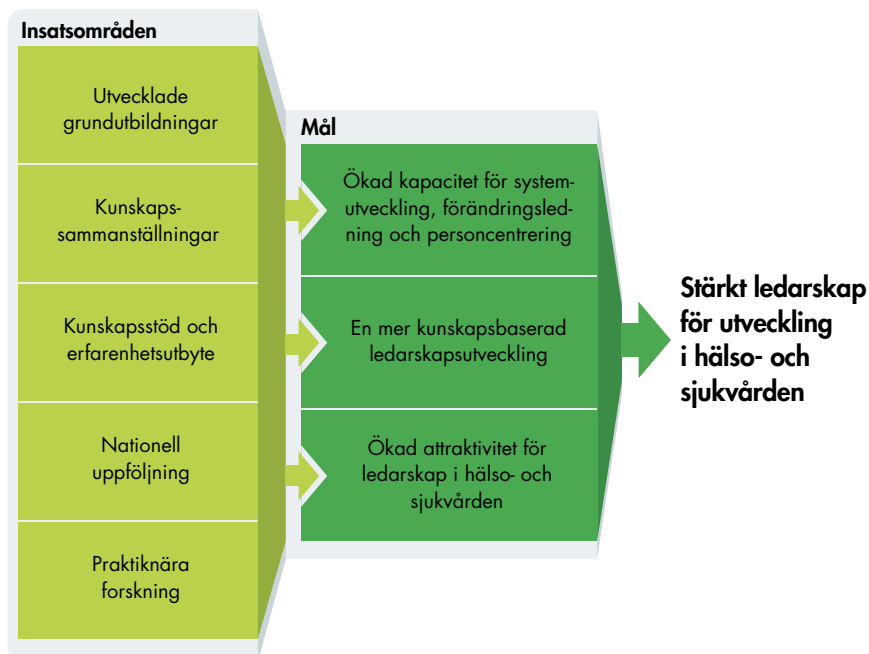 Insatsområden
Utvecklade
grundutbildningar
Kunskaps-
sammanställningar
Kunskapsstöd och
erfarenhetsutbyte
Nationell
uppföljning
Praktiknära
forskning
Mål
Ökad kapacitet för system-
utveckling, förändringsled-
ning och personcentrering
En mer kunskapsbaserad
ledarskapsutveckling
Ökad attraktivitet för
ledarskap i hälso- och
sjukvården
Stärkt ledarskap
för utveckling
i hälso- och
sjukvården